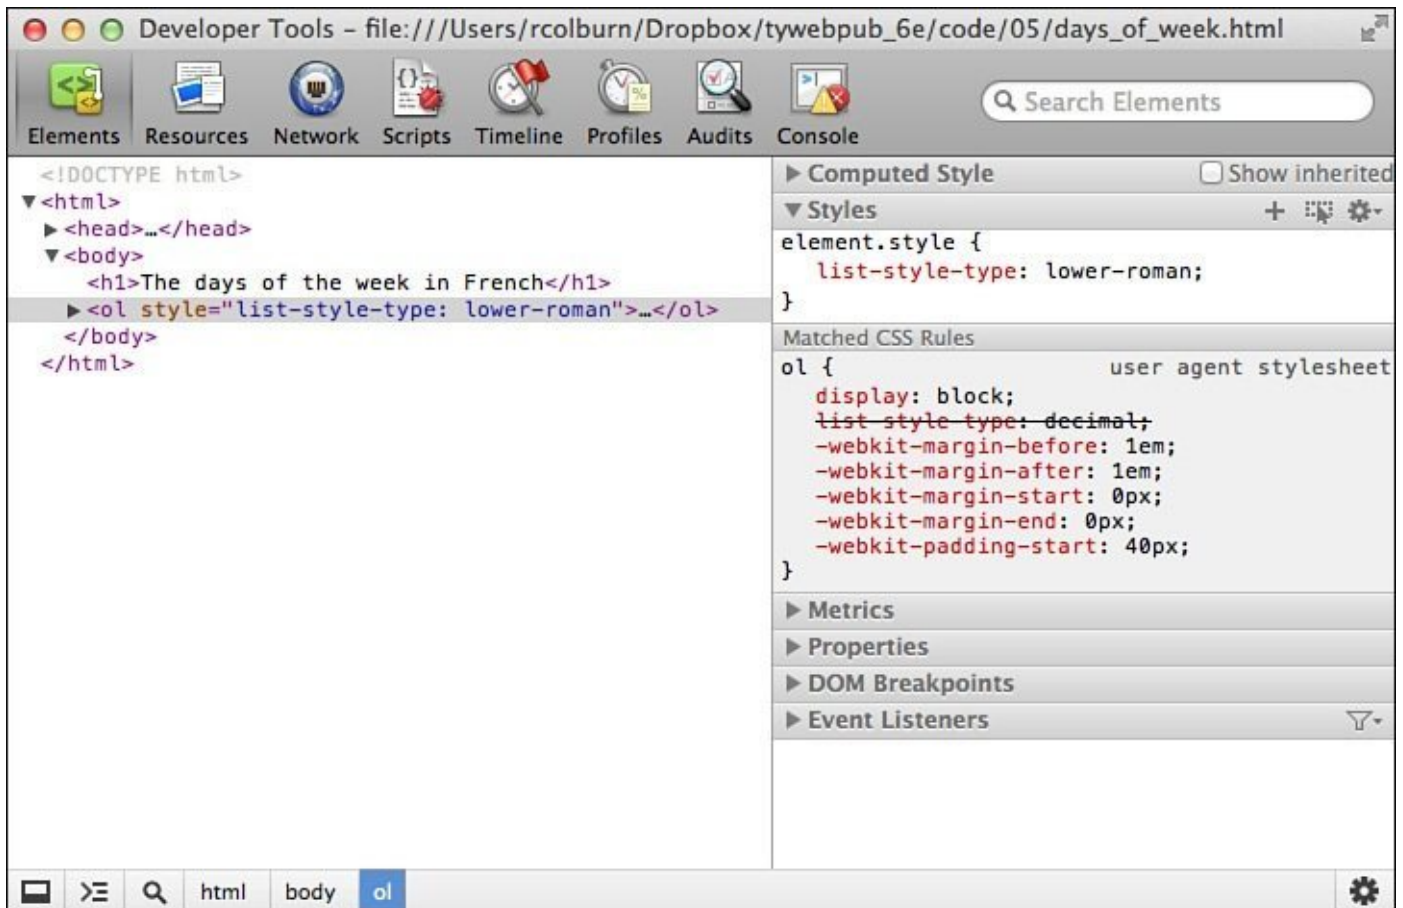 Developer Tools – file:///Users/rcolburn/Dropbox/tywebpub_6e/code/05/days_of_week.html
Elements Resources Network Scripts Timeline Profiles Audits Console
Search Elements
<!DOCTYPE html>
▼<html>
▶<head>…</head>
▼<body>
<h1>The days of the week in French</h1>
▶<ol style="list-style-type: lower-roman">…</ol>
</body>
</html>
▶ Computed Style Show inherited
▼ Styles
element.style {
list-style-type: lower-roman;
}
Matched CSS Rules
ol { user agent stylesheet
display: block;
list-style-type: decimal;
-webkit-margin-before: 1em;
-webkit-margin-after: 1em;
-webkit-margin-start: 0px;
-webkit-margin-end: 0px;
-webkit-padding-start: 40px;
}
▶ Metrics
▶ Properties
▶ DOM Breakpoints
▶ Event Listeners
html body ol